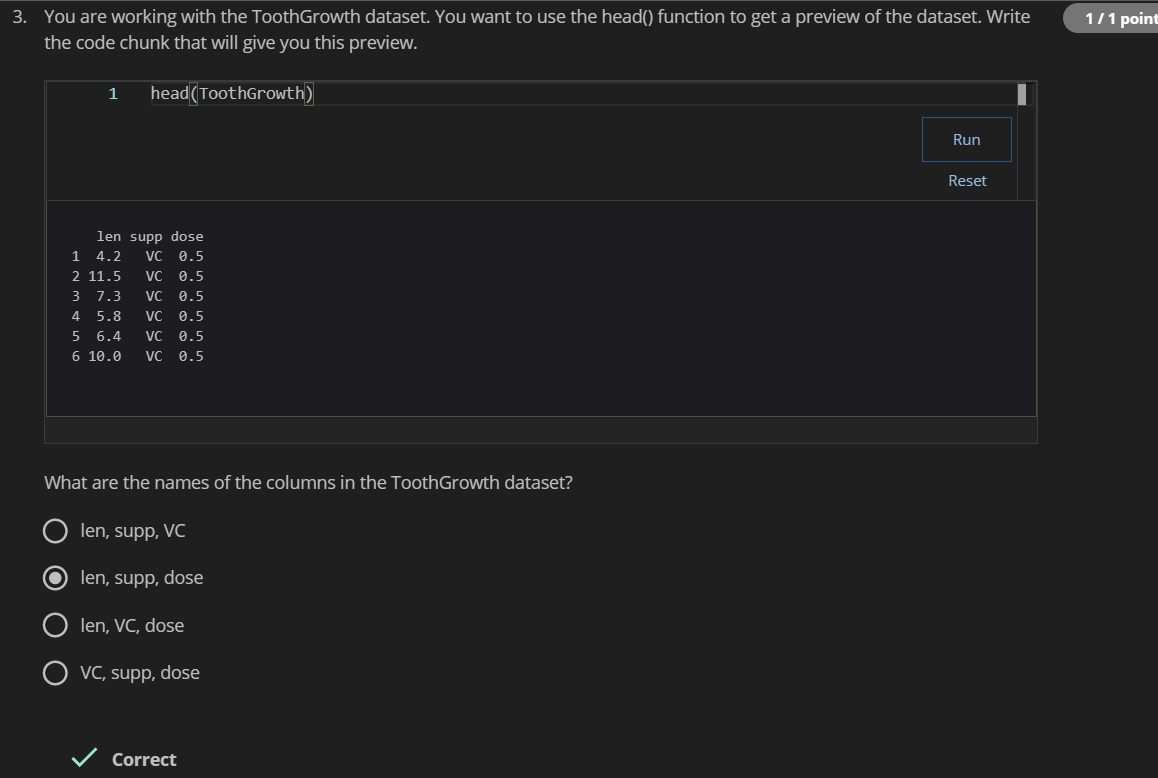 3. You are working with the ToothGrowth dataset. You want to use the head() function to get a preview of the dataset. Write
the code chunk that will give you this preview.
1 / 1 point
1 head(ToothGrowth)
Run
Reset
len supp dose
1 4.2 VC 0.5
2 11.5 VC 0.5
3 7.3 VC 0.5
4 5.8 VC 0.5
5 6.4 VC 0.5
6 10.0 VC 0.5
What are the names of the columns in the ToothGrowth dataset?
len, supp, VC
len, supp, dose
len, VC, dose
VC, supp, dose
Correct